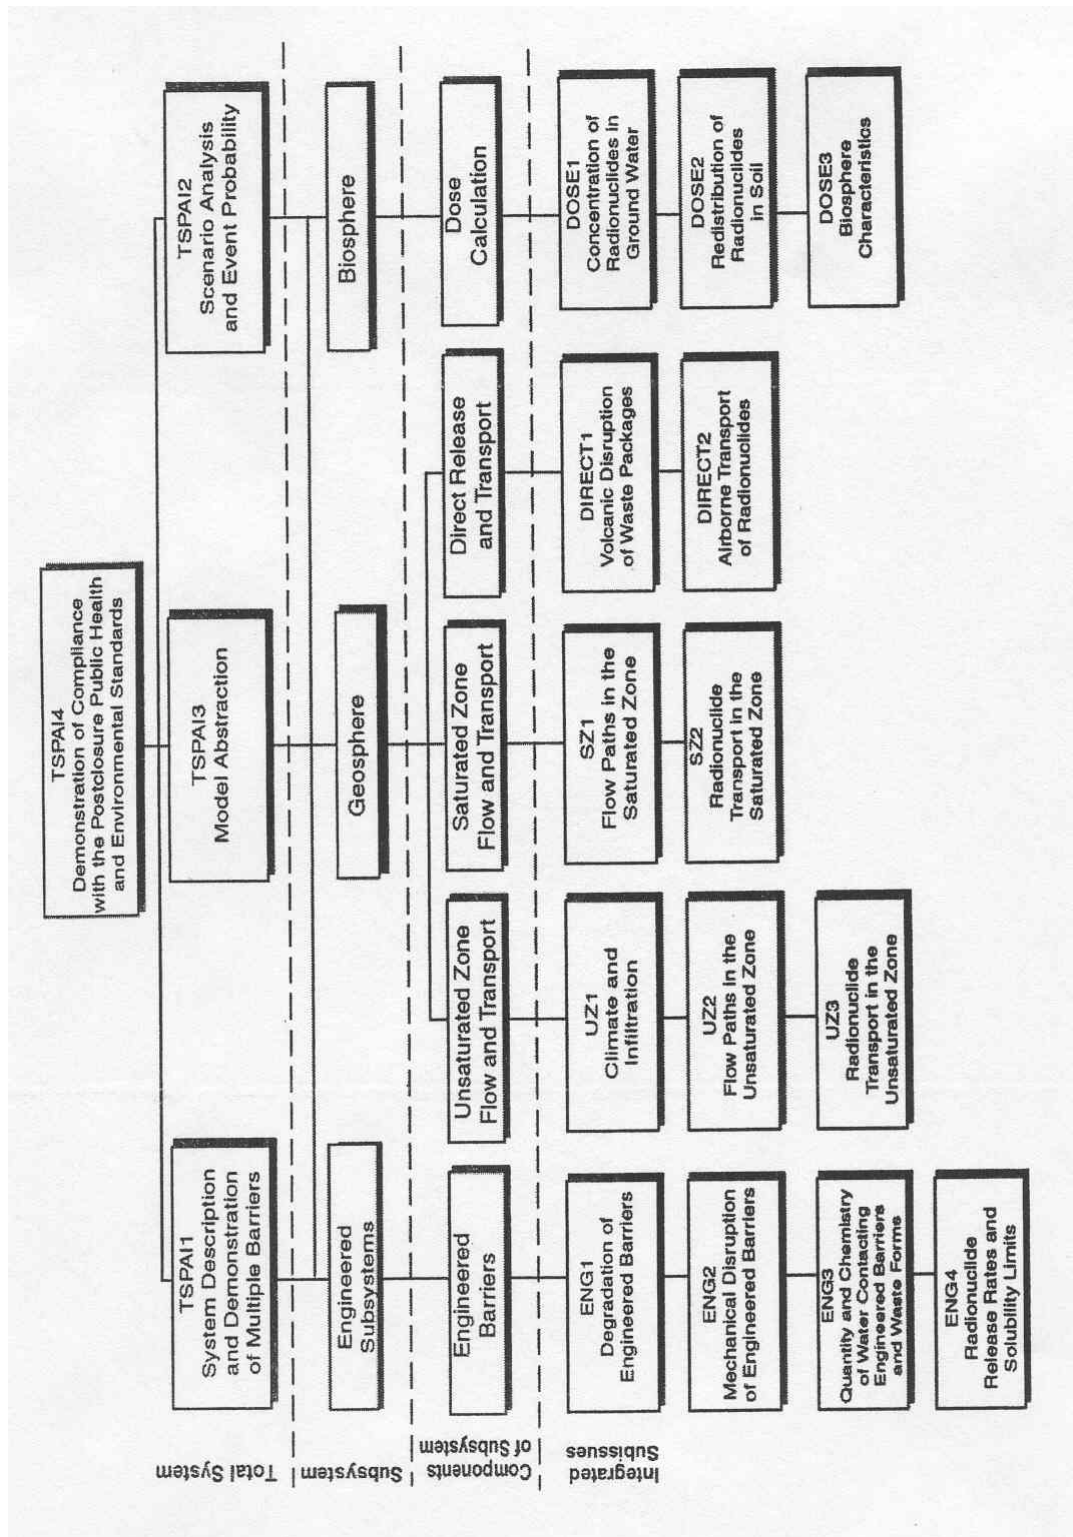 TSPAI4
Demonstration of Compliance
with the Postclosure Public Health
and Environmental Standards
TSPAI1
System Description
and Demonstration
of Multiple Barriers
TSPAI3
Model Abstraction
TSPAI2
Scenario Analysis
and Event Probability
Total System
Engineered
Subsystems
Geosphere
Biosphere
Subsystem
Engineered
Barriers
Unsaturated Zone
Flow and Transport
Saturated Zone
Flow and Transport
Direct Release
and Transport
Dose
Calculation
Components
of Subsystem
Integrated
Subissues
ENG1
Degradation of
Engineered Barriers
ENG2
Mechanical Disruption
of Engineered Barriers
ENG3
Quantity and Chemistry
of Water Contacting
Engineered Barriers
and Waste Forms
ENG4
Radionuclide
Release Rates and
Solubility Limits
UZ1
Climate and
Infiltration
UZ2
Flow Paths in the
Unsaturated Zone
UZ3
Radionuclide
Transport in the
Unsaturated Zone
SZ1
Flow Paths in the
Saturated Zone
SZ2
Radionuclide
Transport in the
Saturated Zone
DIRECT1
Volcanic Disruption
of Waste Packages
DIRECT2
Airborne Transport
of Radionuclides
DOSE1
Concentration of
Radionuclides in
Ground Water
DOSE2
Redistribution of
Radionuclides
in Soil
DOSE3
Biosphere
Characteristics